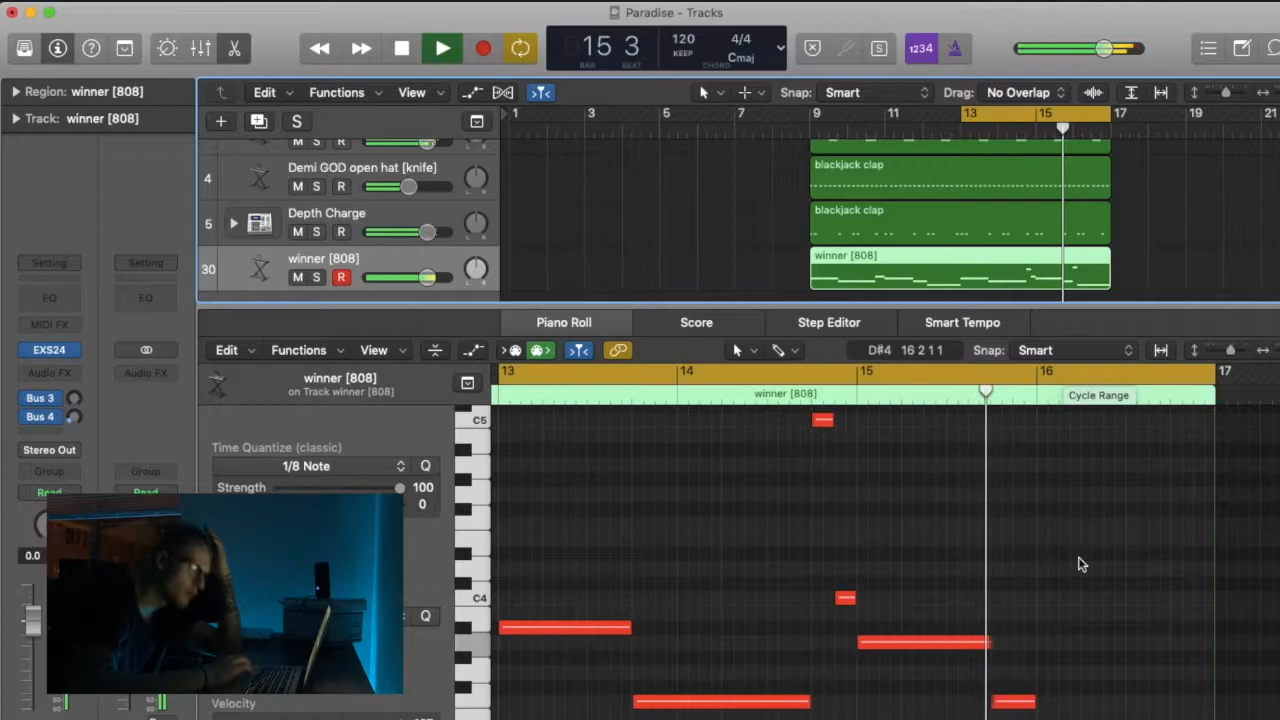 Paradise - Tracks
15 3
BAR BEAT
120
KEEP
4/4
Cmaj
S
1234
Region: winner [808]
Track: winner [808]
Edit Functions View Snap: Smart Drag: No Overlap
S
1 3 5 7 9 11 13 15 17 19 21
M S R
4 Demi GOD open hat [knife]
M S R
blackjack clap
5 Depth Charge
M S R
blackjack clap
30 winner [808]
M S R
winner [808]
Setting Setting
EQ EQ
MIDI FX
EXS24
Audio FX Audio FX
Bus 3
Bus 4
Stereo Out
Group Group
Read Read
0.0
Piano Roll Score Step Editor Smart Tempo
Edit Functions View D#4 16 2 1 1 Snap: Smart
winner [808]
on Track winner [808]
13 14 15 16 17
winner [808]
Cycle Range
Time Quantize (classic)
1/8 Note Q
Strength 100
0
Q
Velocity
C5
C4